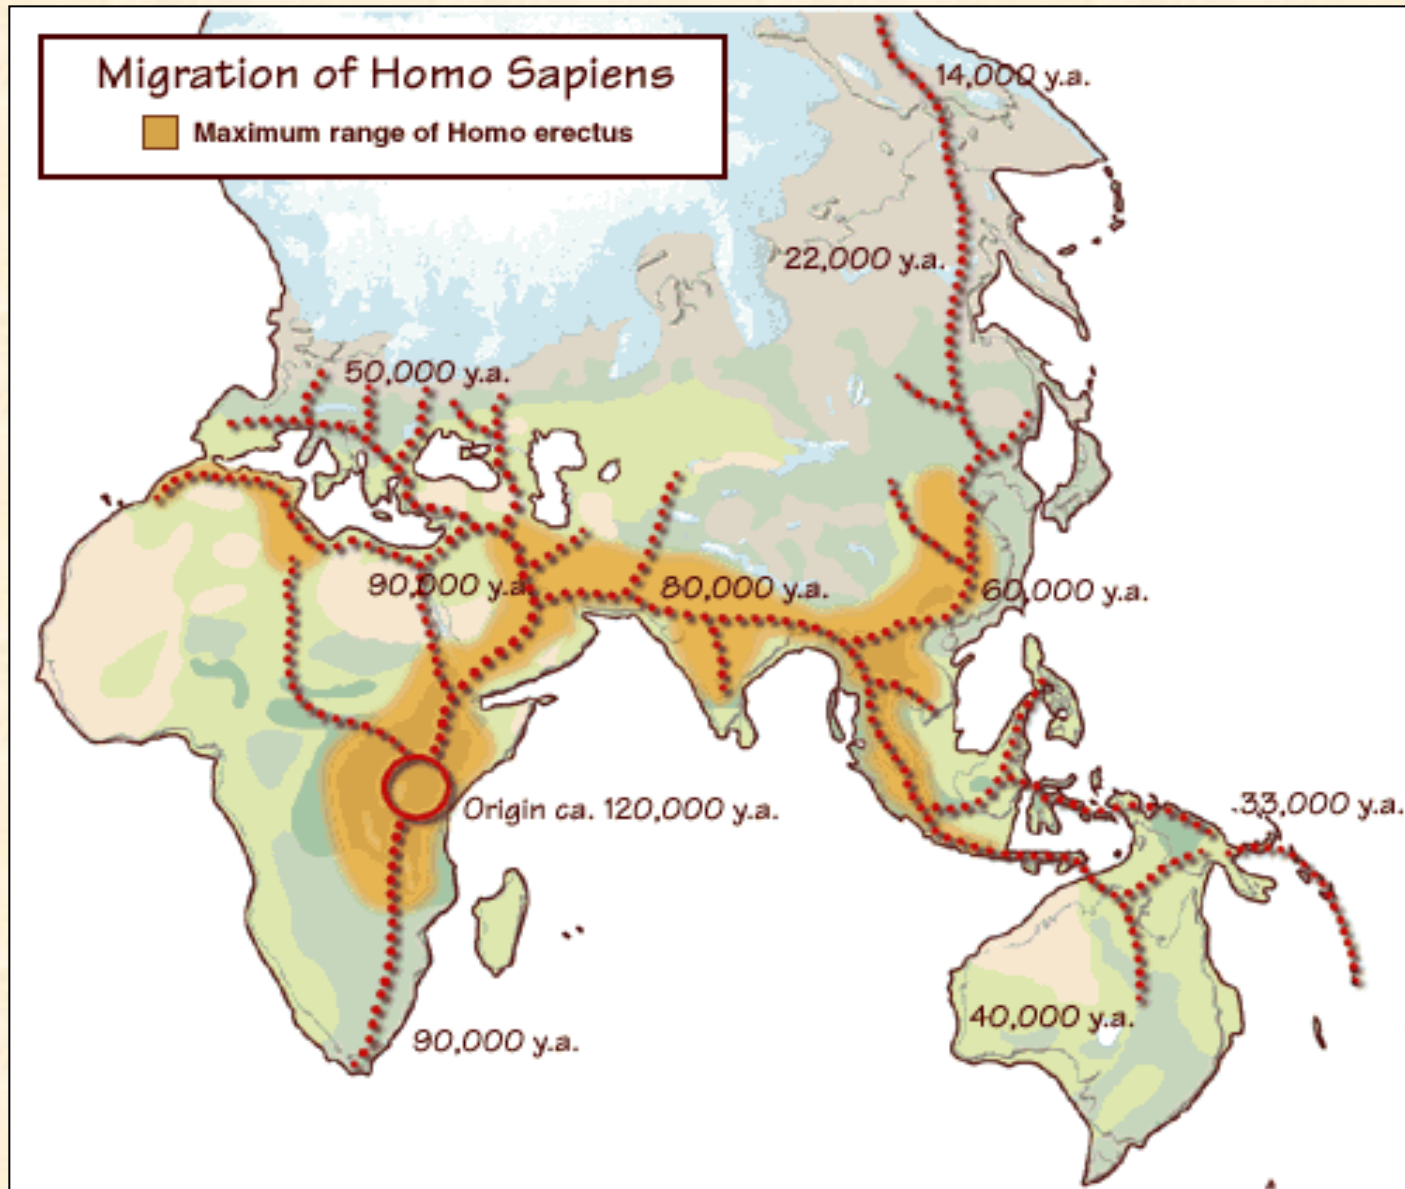 Migration of Homo Sapiens
Maximum range of Homo erectus
14,000 y.a.
22,000 y.a.
50,000 y.a.
90,000 y.a.
80,000 y.a.
60,000 y.a.
Origin ca. 120,000 y.a.
33,000 y.a.
40,000 y.a.
90,000 y.a.